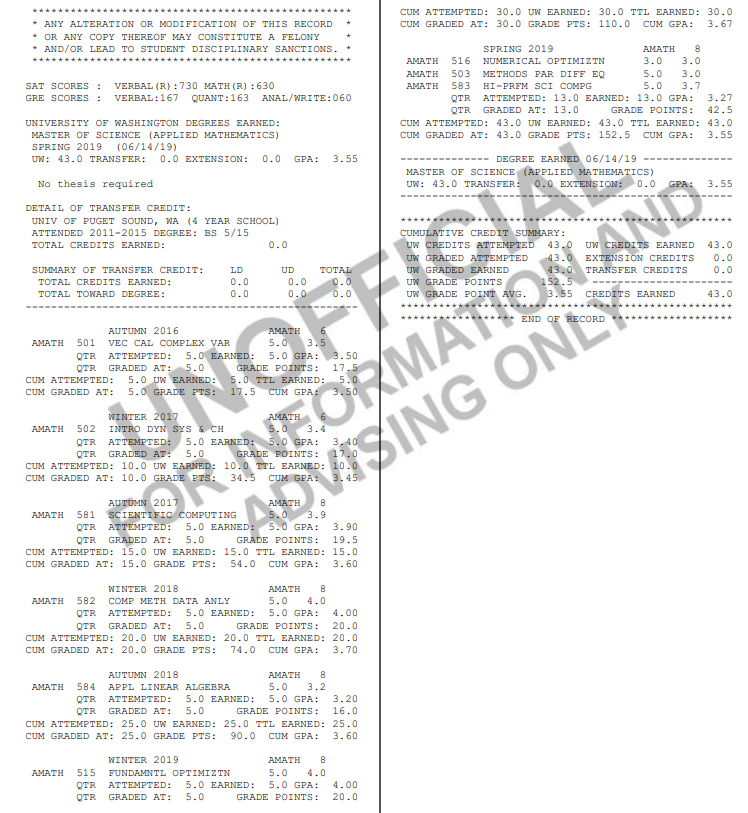 **************************************************
* ANY ALTERATION OR MODIFICATION OF THIS RECORD *
* OR ANY COPY THEREOF MAY CONSTITUTE A FELONY *
* AND/OR LEAD TO STUDENT DISCIPLINARY SANCTIONS. *
**************************************************
SAT SCORES : VERBAL(R):730 MATH(R):630
GRE SCORES : VERBAL:167 QUANT:163 ANAL/WRITE:060
UNIVERSITY OF WASHINGTON DEGREES EARNED:
MASTER OF SCIENCE (APPLIED MATHEMATICS)
SPRING 2019 (06/14/19)
UW: 43.0 TRANSFER: 0.0 EXTENSION: 0.0 GPA: 3.55
No thesis required
DETAIL OF TRANSFER CREDIT:
UNIV OF PUGET SOUND, WA (4 YEAR SCHOOL)
ATTENDED 2011-2015 DEGREE: BS 5/15
TOTAL CREDITS EARNED: 0.0
SUMMARY OF TRANSFER CREDIT: LD UD TOTAL
TOTAL CREDITS EARNED: 0.0 0.0 0.0
TOTAL TOWARD DEGREE: 0.0 0.0 0.0
----------------------------------------------------
AUTUMN 2016 AMATH 6
AMATH 501 VEC CAL COMPLEX VAR 5.0 3.5
QTR ATTEMPTED: 5.0 EARNED: 5.0 GPA: 3.50
QTR GRADED AT: 5.0 GRADE POINTS: 17.5
CUM ATTEMPTED: 5.0 UW EARNED: 5.0 TTL EARNED: 5.0
CUM GRADED AT: 5.0 GRADE PTS: 17.5 CUM GPA: 3.50
WINTER 2017 AMATH 6
AMATH 502 INTRO DYN SYS & CH 5.0 3.4
QTR ATTEMPTED: 5.0 EARNED: 5.0 GPA: 3.40
QTR GRADED AT: 5.0 GRADE POINTS: 17.0
CUM ATTEMPTED: 10.0 UW EARNED: 10.0 TTL EARNED: 10.0
CUM GRADED AT: 10.0 GRADE PTS: 34.5 CUM GPA: 3.45
AUTUMN 2017 AMATH 8
AMATH 581 SCIENTIFIC COMPUTING 5.0 3.9
QTR ATTEMPTED: 5.0 EARNED: 5.0 GPA: 3.90
QTR GRADED AT: 5.0 GRADE POINTS: 19.5
CUM ATTEMPTED: 15.0 UW EARNED: 15.0 TTL EARNED: 15.0
CUM GRADED AT: 15.0 GRADE PTS: 54.0 CUM GPA: 3.60
WINTER 2018 AMATH 8
AMATH 582 COMP METH DATA ANLY 5.0 4.0
QTR ATTEMPTED: 5.0 EARNED: 5.0 GPA: 4.00
QTR GRADED AT: 5.0 GRADE POINTS: 20.0
CUM ATTEMPTED: 20.0 UW EARNED: 20.0 TTL EARNED: 20.0
CUM GRADED AT: 20.0 GRADE PTS: 74.0 CUM GPA: 3.70
AUTUMN 2018 AMATH 8
AMATH 584 APPL LINEAR ALGEBRA 5.0 3.2
QTR ATTEMPTED: 5.0 EARNED: 5.0 GPA: 3.20
QTR GRADED AT: 5.0 GRADE POINTS: 16.0
CUM ATTEMPTED: 25.0 UW EARNED: 25.0 TTL EARNED: 25.0
CUM GRADED AT: 25.0 GRADE PTS: 90.0 CUM GPA: 3.60
WINTER 2019 AMATH 8
AMATH 515 FUNDAMNTL OPTIMIZTN 5.0 4.0
QTR ATTEMPTED: 5.0 EARNED: 5.0 GPA: 4.00
QTR GRADED AT: 5.0 GRADE POINTS: 20.0
CUM ATTEMPTED: 30.0 UW EARNED: 30.0 TTL EARNED: 30.0
CUM GRADED AT: 30.0 GRADE PTS: 110.0 CUM GPA: 3.67
SPRING 2019 AMATH 8
AMATH 516 NUMERICAL OPTIMIZTN 3.0 3.0
AMATH 503 METHODS PAR DIFF EQ 5.0 3.0
AMATH 583 HI-PRFM SCI COMPG 5.0 3.7
QTR ATTEMPTED: 13.0 EARNED: 13.0 GPA: 3.27
QTR GRADED AT: 13.0 GRADE POINTS: 42.5
CUM ATTEMPTED: 43.0 UW EARNED: 43.0 TTL EARNED: 43.0
CUM GRADED AT: 43.0 GRADE PTS: 152.5 CUM GPA: 3.55
-------------- DEGREE EARNED 06/14/19 --------------
MASTER OF SCIENCE (APPLIED MATHEMATICS)
UW: 43.0 TRANSFER: 0.0 EXTENSION: 0.0 GPA: 3.55
----------------------------------------------------
****************************************************
CUMULATIVE CREDIT SUMMARY:
UW CREDITS ATTEMPTED 43.0 UW CREDITS EARNED 43.0
UW GRADED ATTEMPTED 43.0 EXTENSION CREDITS 0.0
UW GRADED EARNED 43.0 TRANSFER CREDITS 0.0
UW GRADE POINTS 152.5 ----------------------
UW GRADE POINT AVG. 3.55 CREDITS EARNED 43.0
****************************************************
****************** END OF RECORD *******************
UNOFFICIAL
FOR INFORMATION AND
ADVISING ONLY